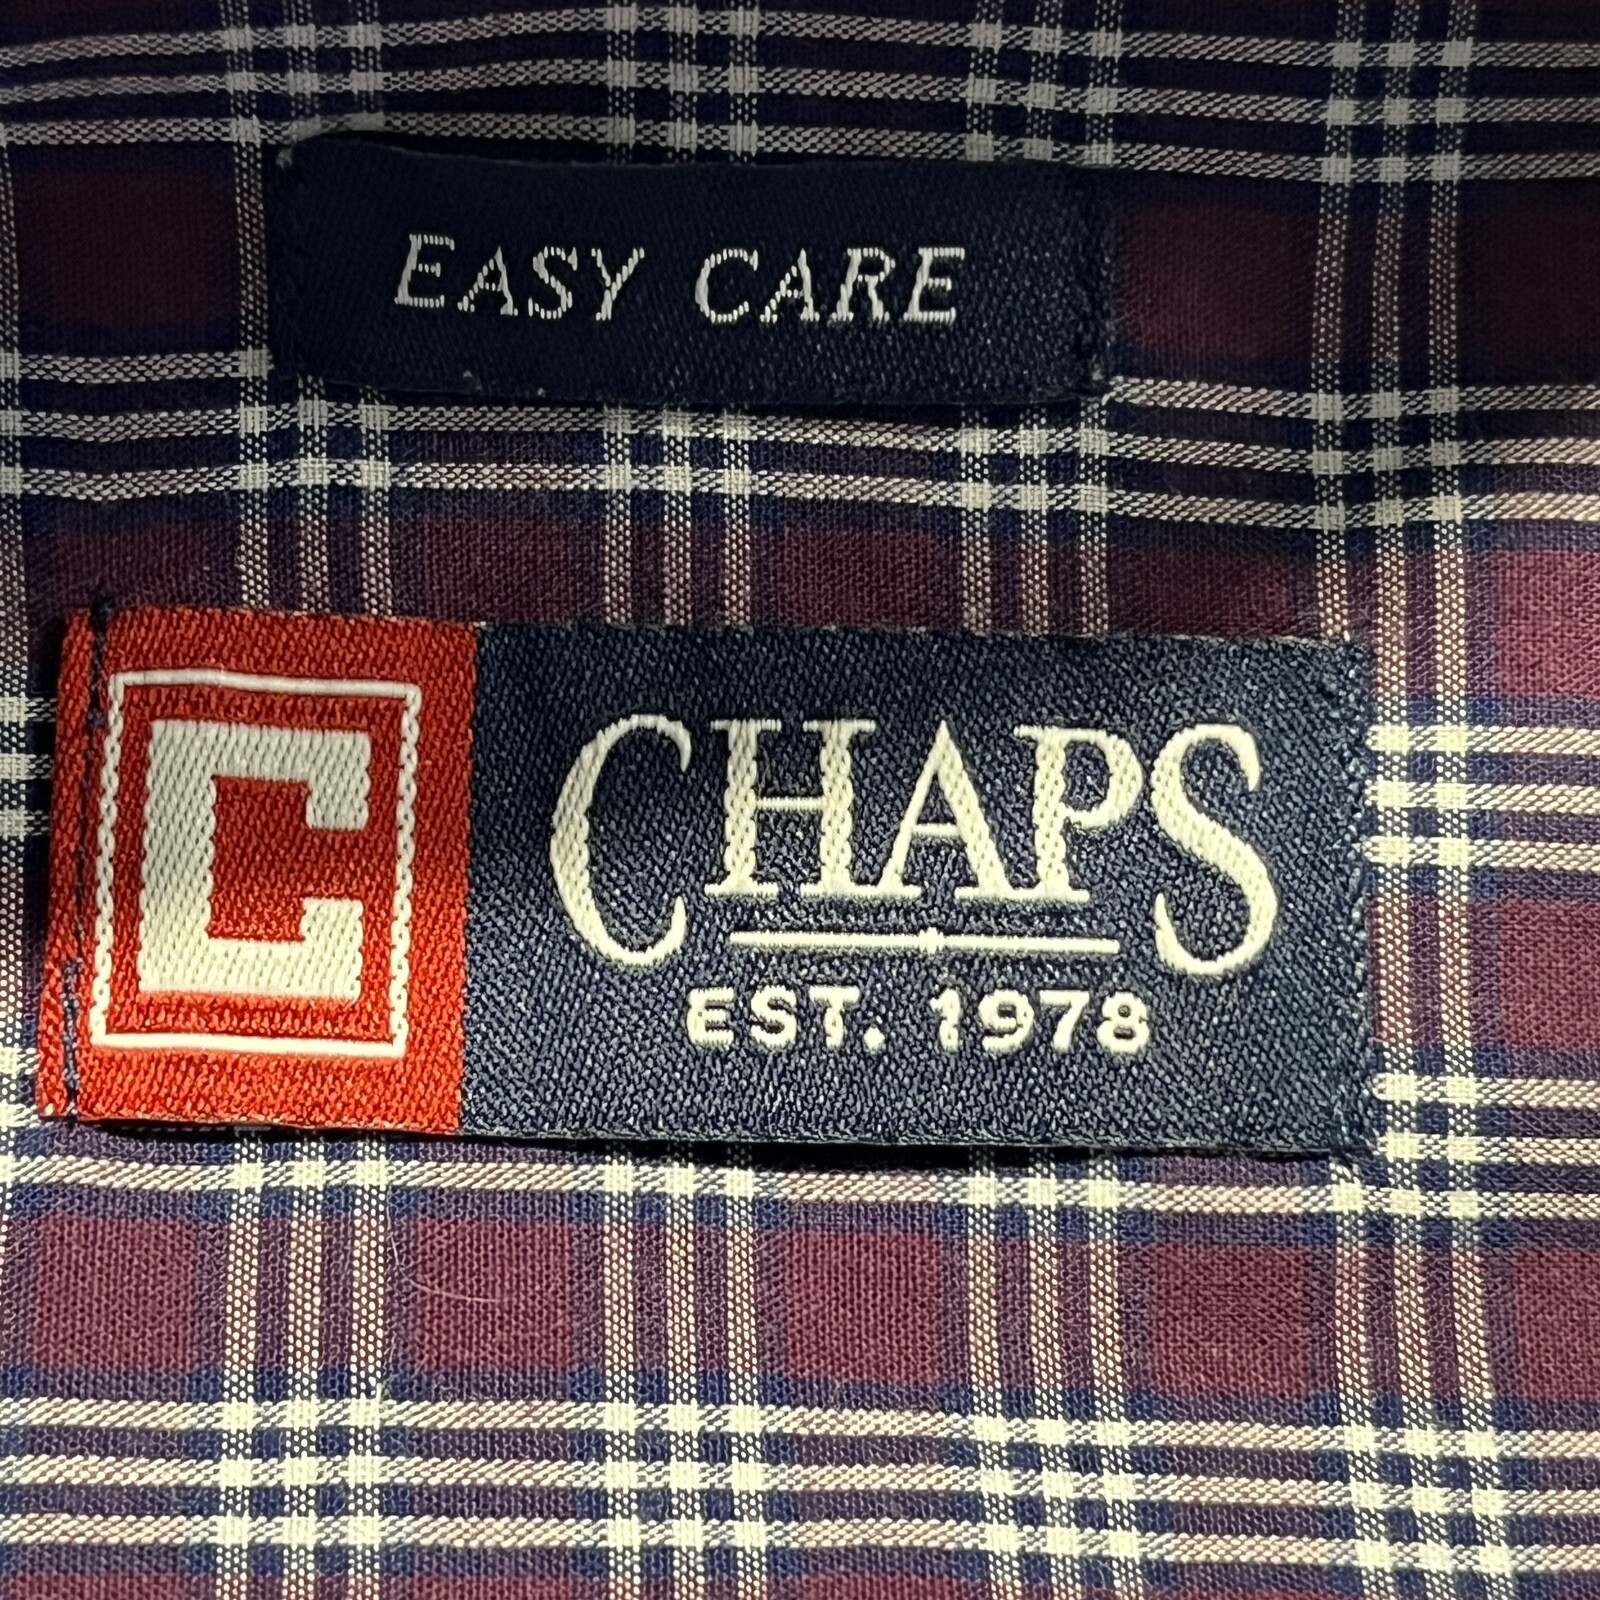 EASY CARE
C
CHAPS
EST. 1978